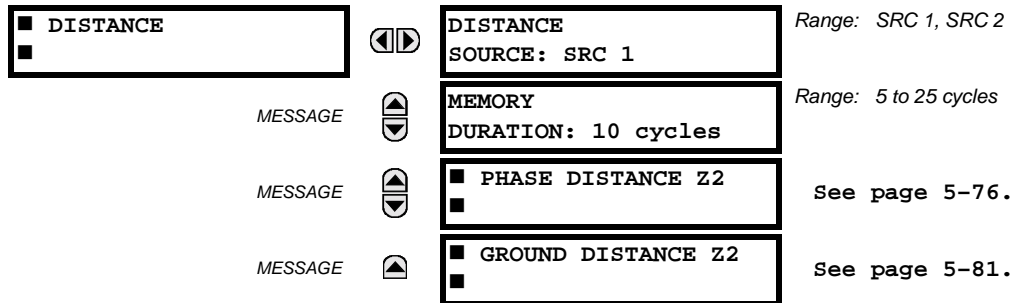 ■ DISTANCE
■
DISTANCE
SOURCE: SRC 1
Range: SRC 1, SRC 2
MESSAGE
MEMORY
DURATION: 10 cycles
Range: 5 to 25 cycles
MESSAGE
■ PHASE DISTANCE Z2
■
See page 5–76.
MESSAGE
■ GROUND DISTANCE Z2
■
See page 5–81.